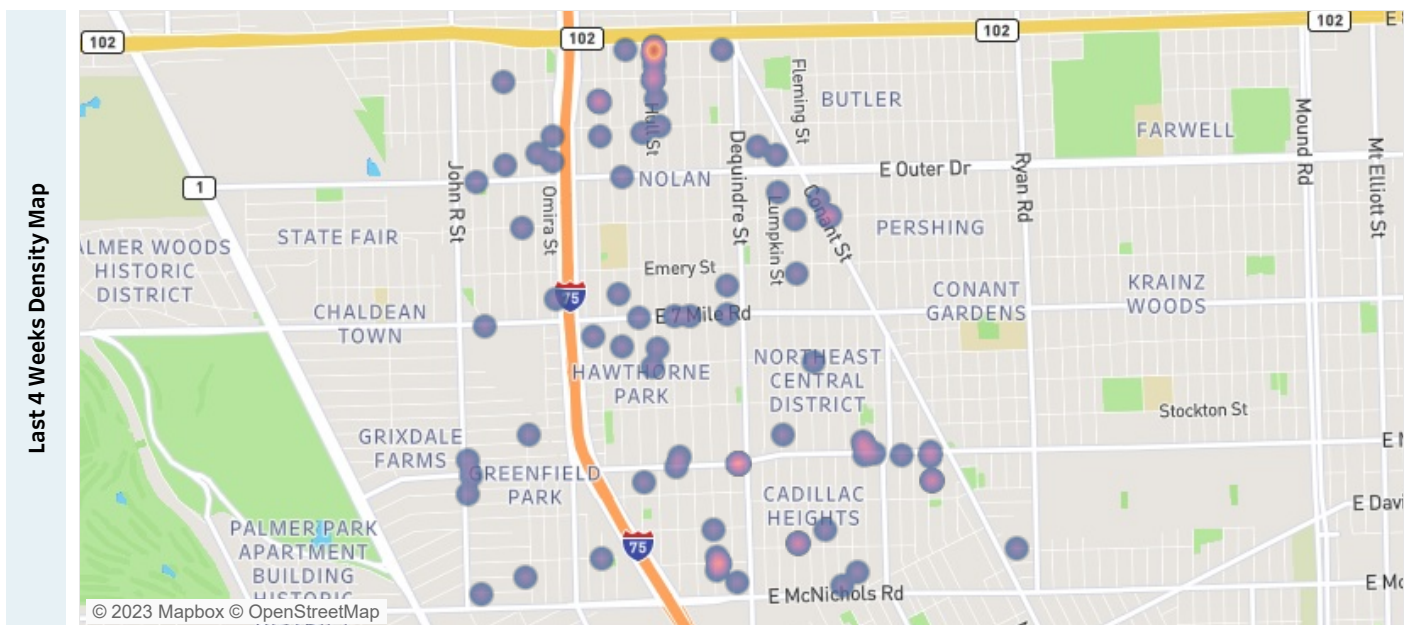 Last 4 Weeks Density Map
102
102
102
102
E
Fleming St
BUTLER
FARWELL
Hull St
Mound Rd
Mt Elliott St
Dequindre St
E Outer Dr
Ryan Rd
John R St
NOLAN
1
Omira St
Lumpkin St
Conant St
PERSHING
STATE FAIR
ALMER WOODS
HISTORIC
DISTRICT
Emery St
75
CONANT
GARDENS
KRAINZ
WOODS
CHALDEAN
TOWN
E 7 Mile Rd
HAWTHORNE
PARK
NORTHEAST
CENTRAL
DISTRICT
Stockton St
GRIXDALE
FARMS
E N
GREENFIELD
PARK
CADILLAC
HEIGHTS
E Davi
PALMER PARK
APARTMENT
BUILDING
HISTORIC
75
E McNichols Rd
E Mc
© 2023 Mapbox © OpenStreetMap